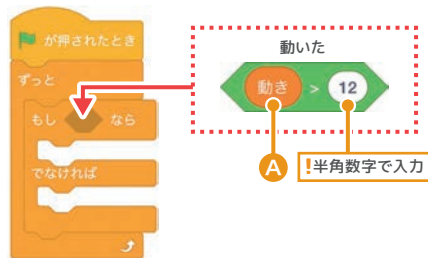 が押されたとき
ずっと
もし なら
でなければ
動いた
動き > 12
A
!半角数字で入力